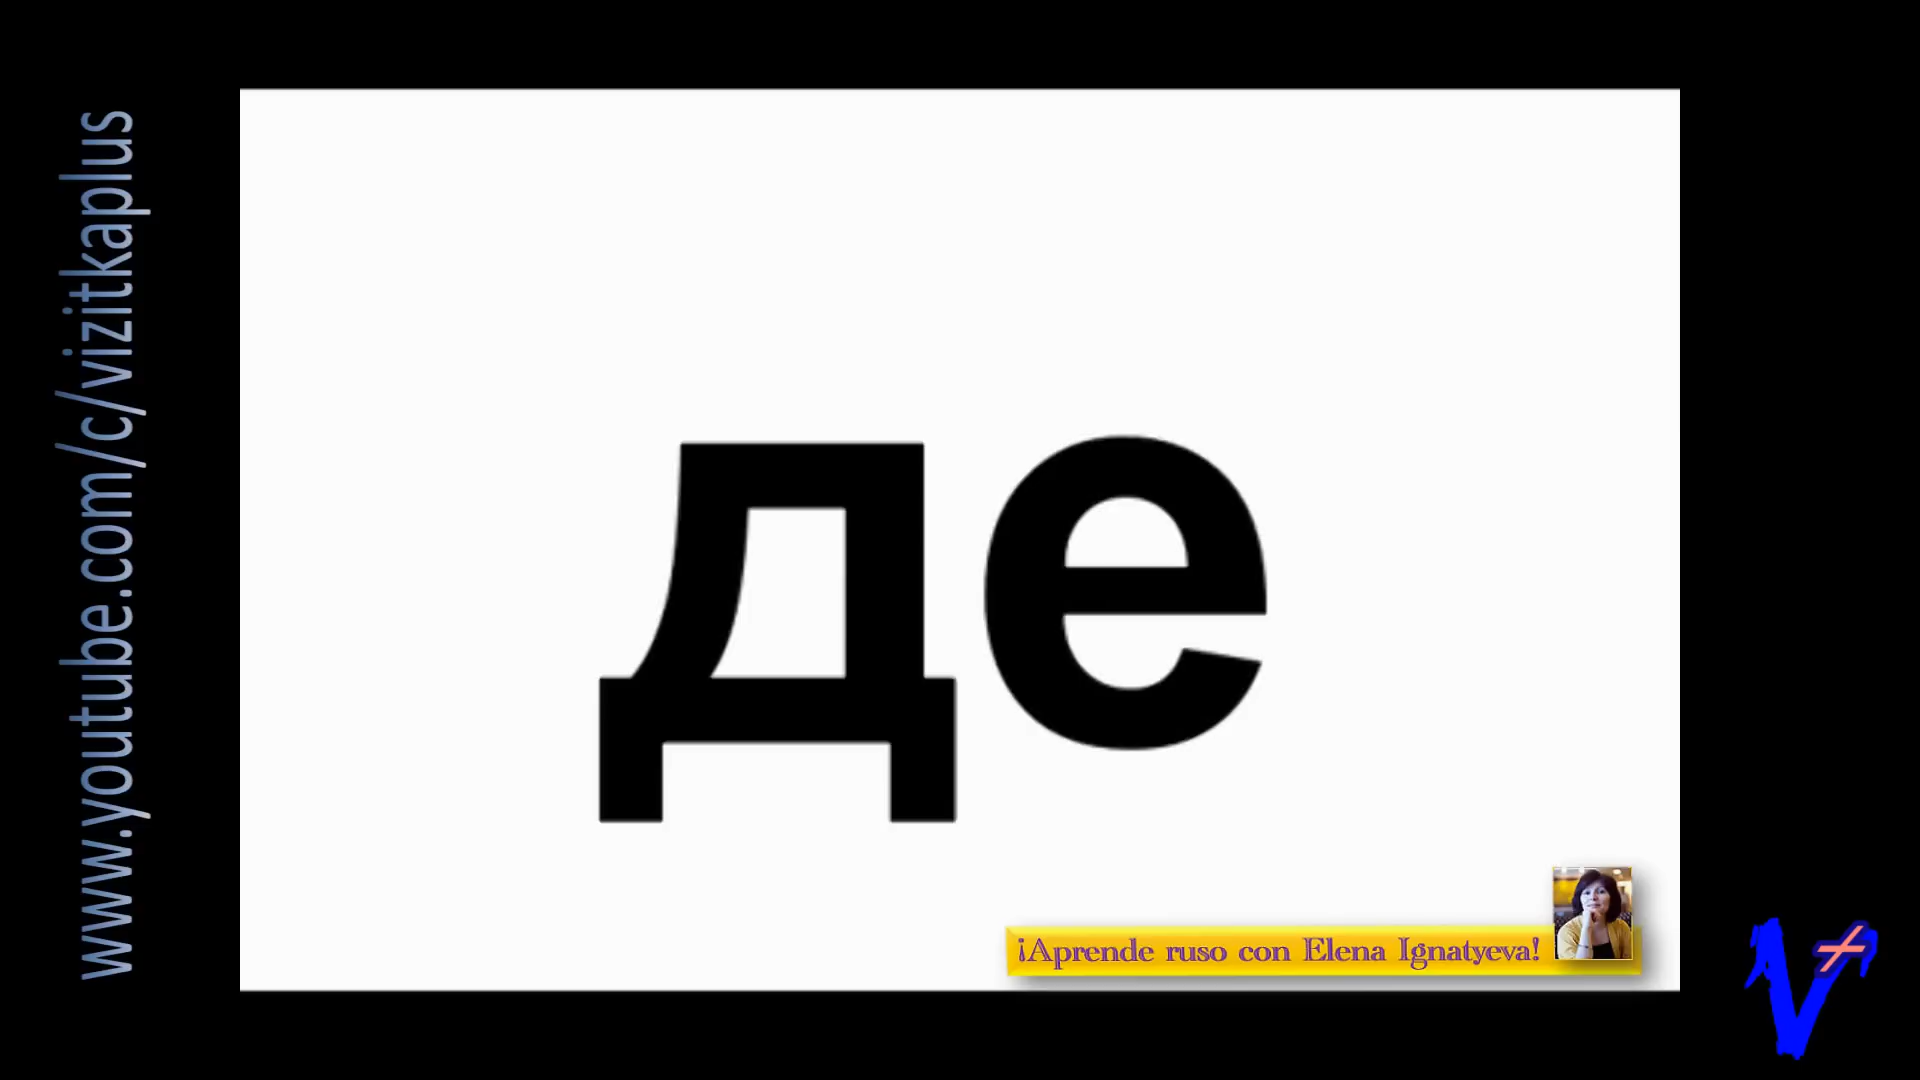 www.youtube.com/c/vizitkaplus
де
¡Aprende ruso con Elena Ignatyeva!
V+